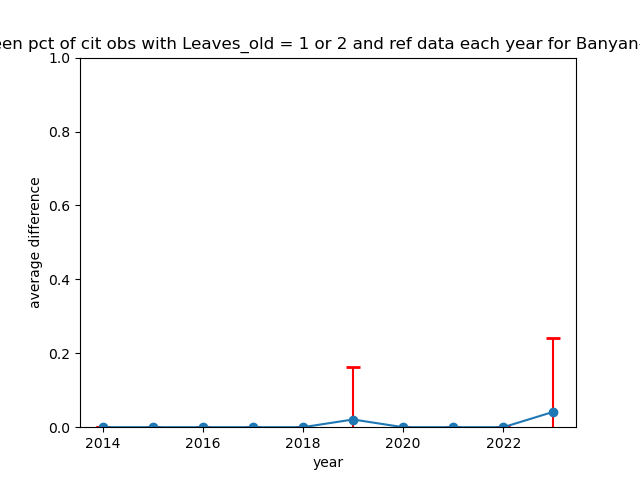 pct of cit obs with Leaves_old = 1 or 2 and ref data each year for Banyan-
1.0
0.8
0.6
0.4
0.2
0.0
average difference
2014 2016 2018 2020 2022
year